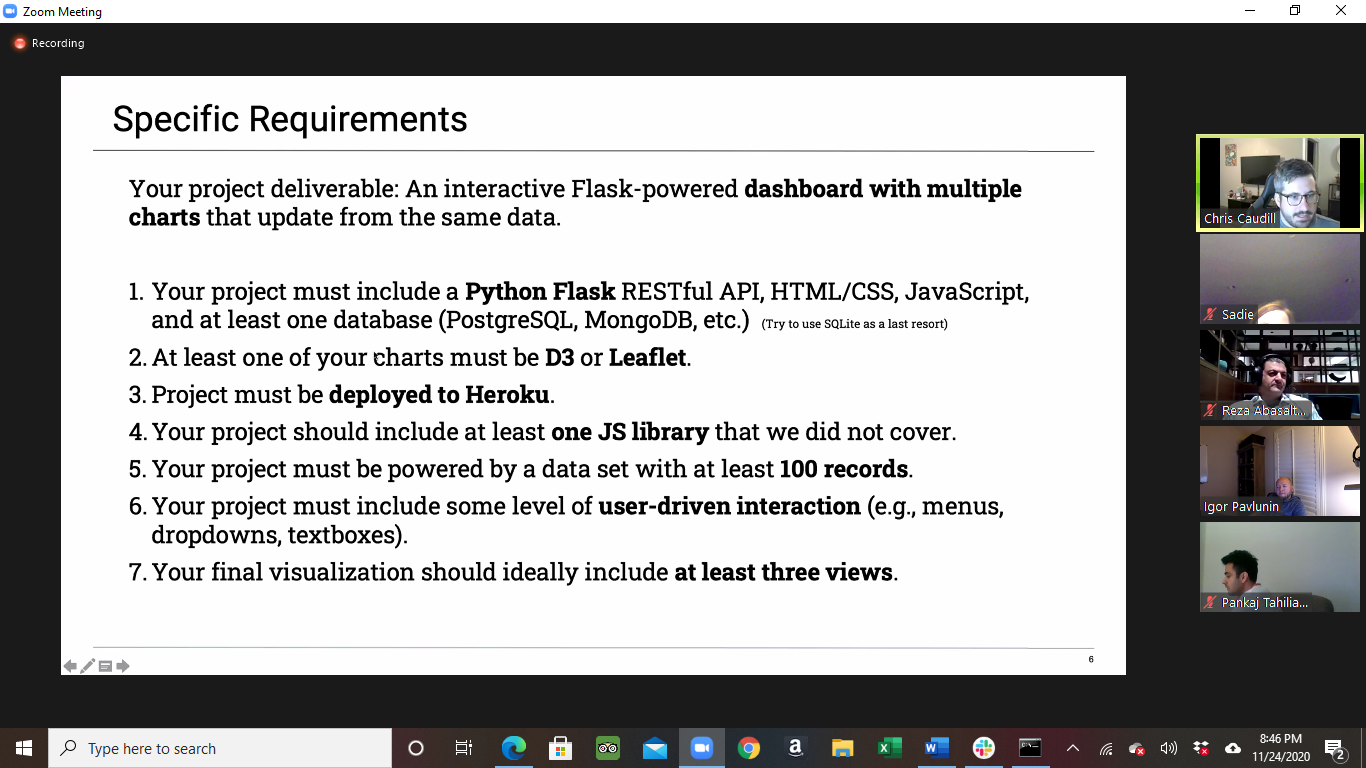 Zoom Meeting
Recording
Specific Requirements
Your project deliverable: An interactive Flask-powered dashboard with multiple
charts that update from the same data.
1. Your project must include a Python Flask RESTful API, HTML/CSS, JavaScript,
and at least one database (PostgreSQL, MongoDB, etc.) (Try to use SQLite as a last resort)
2. At least one of your charts must be D3 or Leaflet.
3. Project must be deployed to Heroku.
4. Your project should include at least one JS library that we did not cover.
5. Your project must be powered by a data set with at least 100 records.
6. Your project must include some level of user-driven interaction (e.g., menus,
dropdowns, textboxes).
7. Your final visualization should ideally include at least three views.
6
Chris Caudill
Sadie
Reza Abasalt...
Igor Pavlunin
Pankaj Tahilia...
Type here to search
8:46 PM
11/24/2020
2